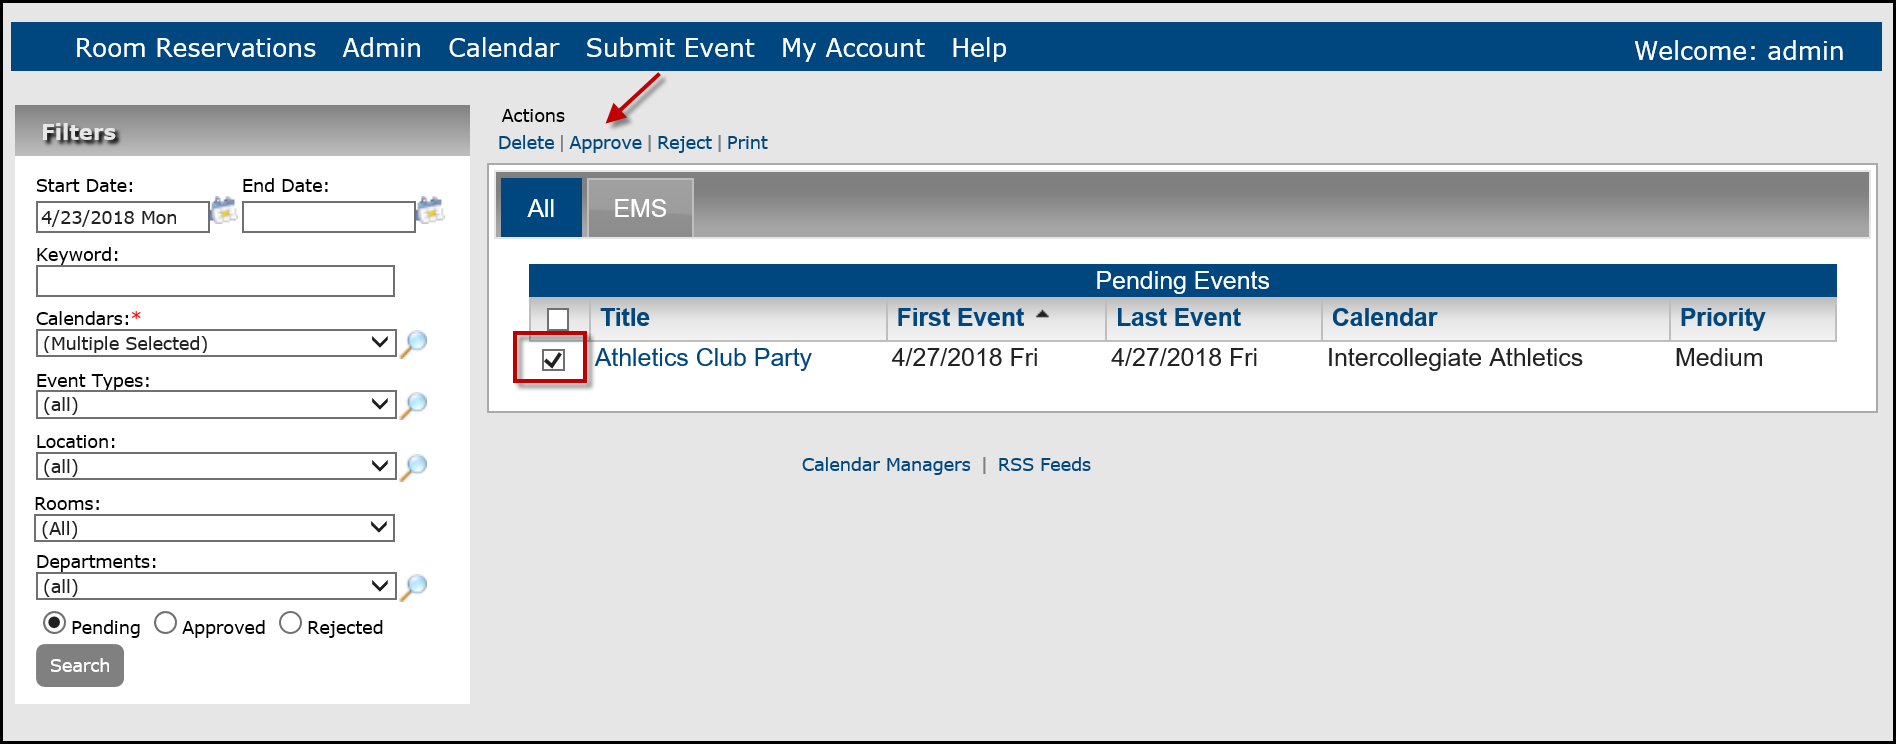 Room Reservations Admin Calendar Submit Event My Account Help Welcome: admin
Filters
Start Date: End Date:
4/23/2018 Mon
Keyword:
Calendars:*
(Multiple Selected)
Event Types:
(all)
Location:
(all)
Rooms:
(All)
Departments:
(all)
Pending Approved Rejected
Search
Actions
Delete | Approve | Reject | Print
All EMS
Pending Events
Title First Event Last Event Calendar Priority
Athletics Club Party 4/27/2018 Fri 4/27/2018 Fri Intercollegiate Athletics Medium
Calendar Managers | RSS Feeds